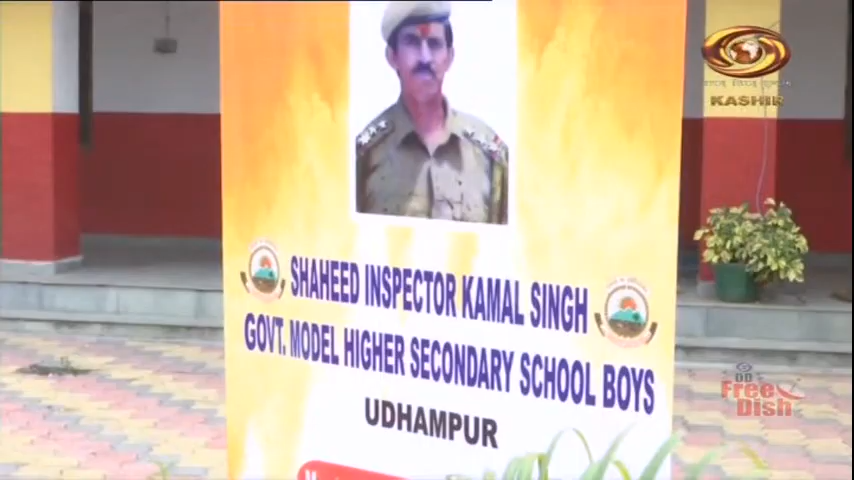 KASHIR
SHAHEED INSPECTOR KAMAL SINGH
GOVT. MODEL HIGHER SECONDARY SCHOOL BOYS
UDHAMPUR
DD
Free
Dish